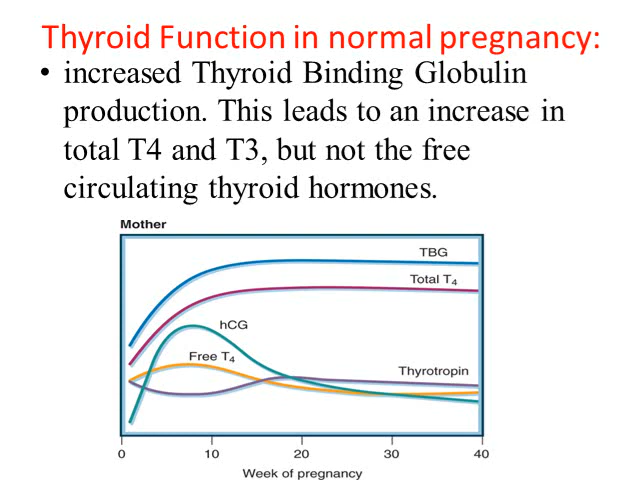 Thyroid Function in normal pregnancy:
• increased Thyroid Binding Globulin
production. This leads to an increase in
total T4 and T3, but not the free
circulating thyroid hormones.
Mother
TBG
Total T₄
hCG
Free T₄
Thyrotropin
0 10 20 30 40
Week of pregnancy